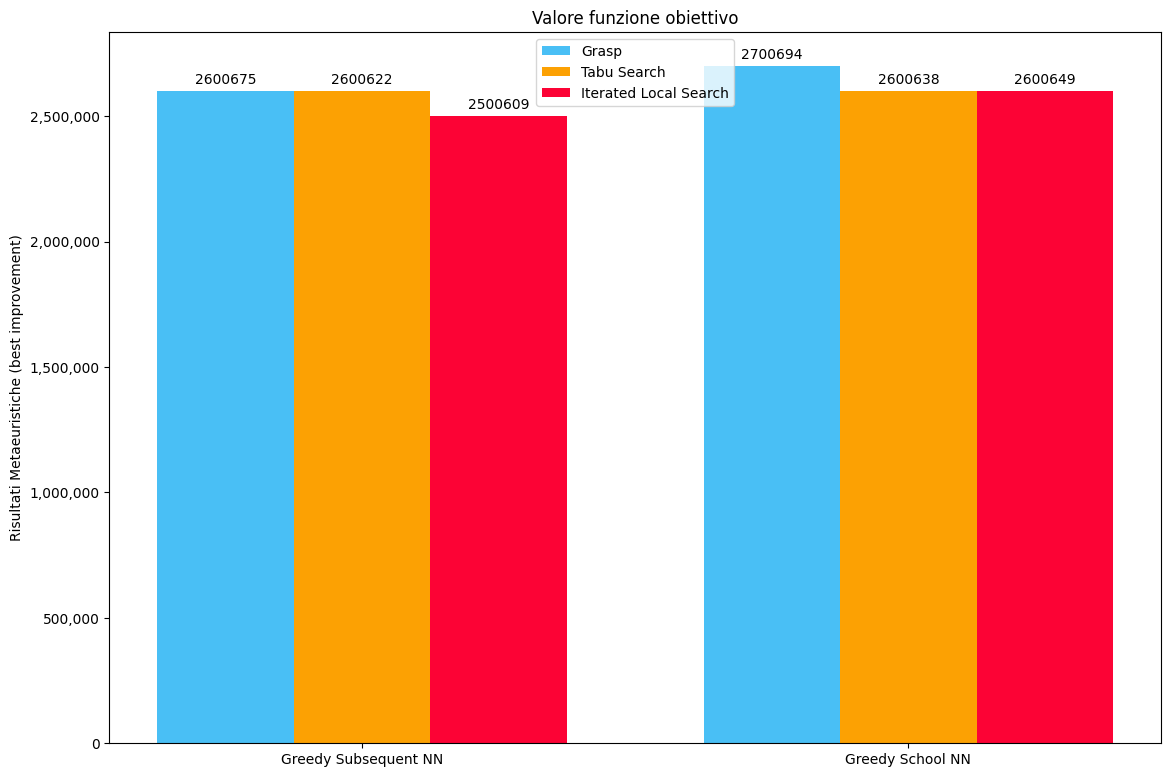 Valore funzione obiettivo
Grasp
Tabu Search
Iterated Local Search
2600675
2600622
2500609
2700694
2600638
2600649
Risultati Metaeuristiche (best improvement)
2,500,000
2,000,000
1,500,000
1,000,000
500,000
0
Greedy Subsequent NN
Greedy School NN